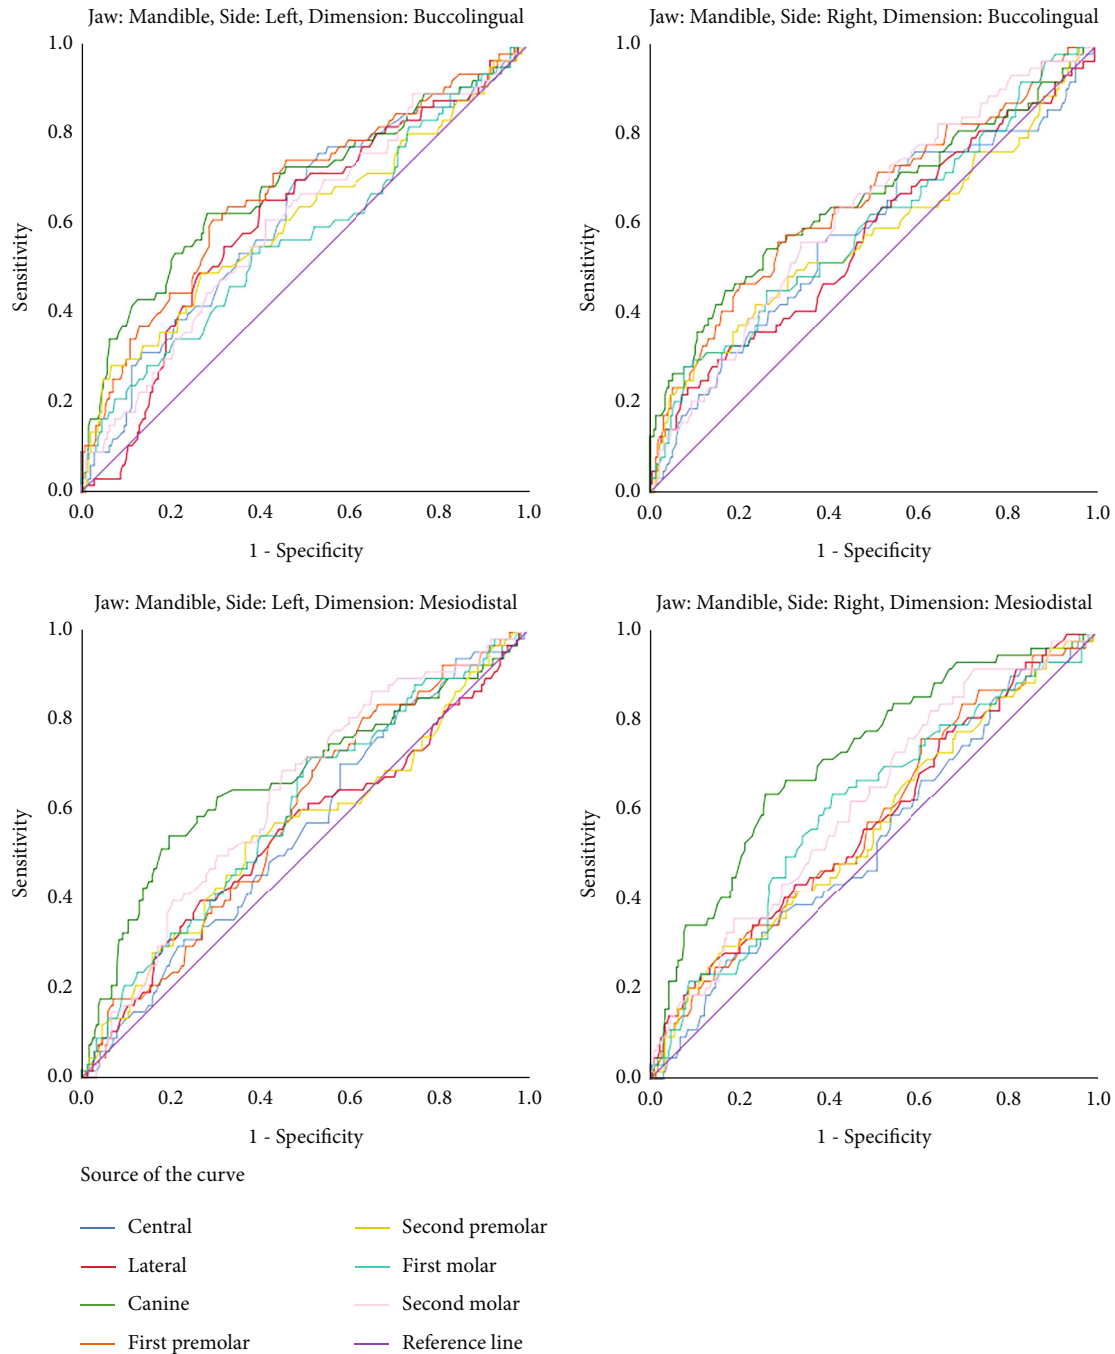 Jaw: Mandible, Side: Left, Dimension: Buccolingual
1.0
0.8
0.6
0.4
0.2
0.0
Sensitivity
0.0 0.2 0.4 0.6 0.8 1.0
1 - Specificity
Jaw: Mandible, Side: Right, Dimension: Buccolingual
1.0
0.8
0.6
0.4
0.2
0.0
Sensitivity
0.0 0.2 0.4 0.6 0.8 1.0
1 - Specificity
Jaw: Mandible, Side: Left, Dimension: Mesiodistal
1.0
0.8
0.6
0.4
0.2
0.0
Sensitivity
0.0 0.2 0.4 0.6 0.8 1.0
1 - Specificity
Jaw: Mandible, Side: Right, Dimension: Mesiodistal
1.0
0.8
0.6
0.4
0.2
0.0
Sensitivity
0.0 0.2 0.4 0.6 0.8 1.0
1 - Specificity
Source of the curve
Central
Lateral
Canine
First premolar
Second premolar
First molar
Second molar
Reference line